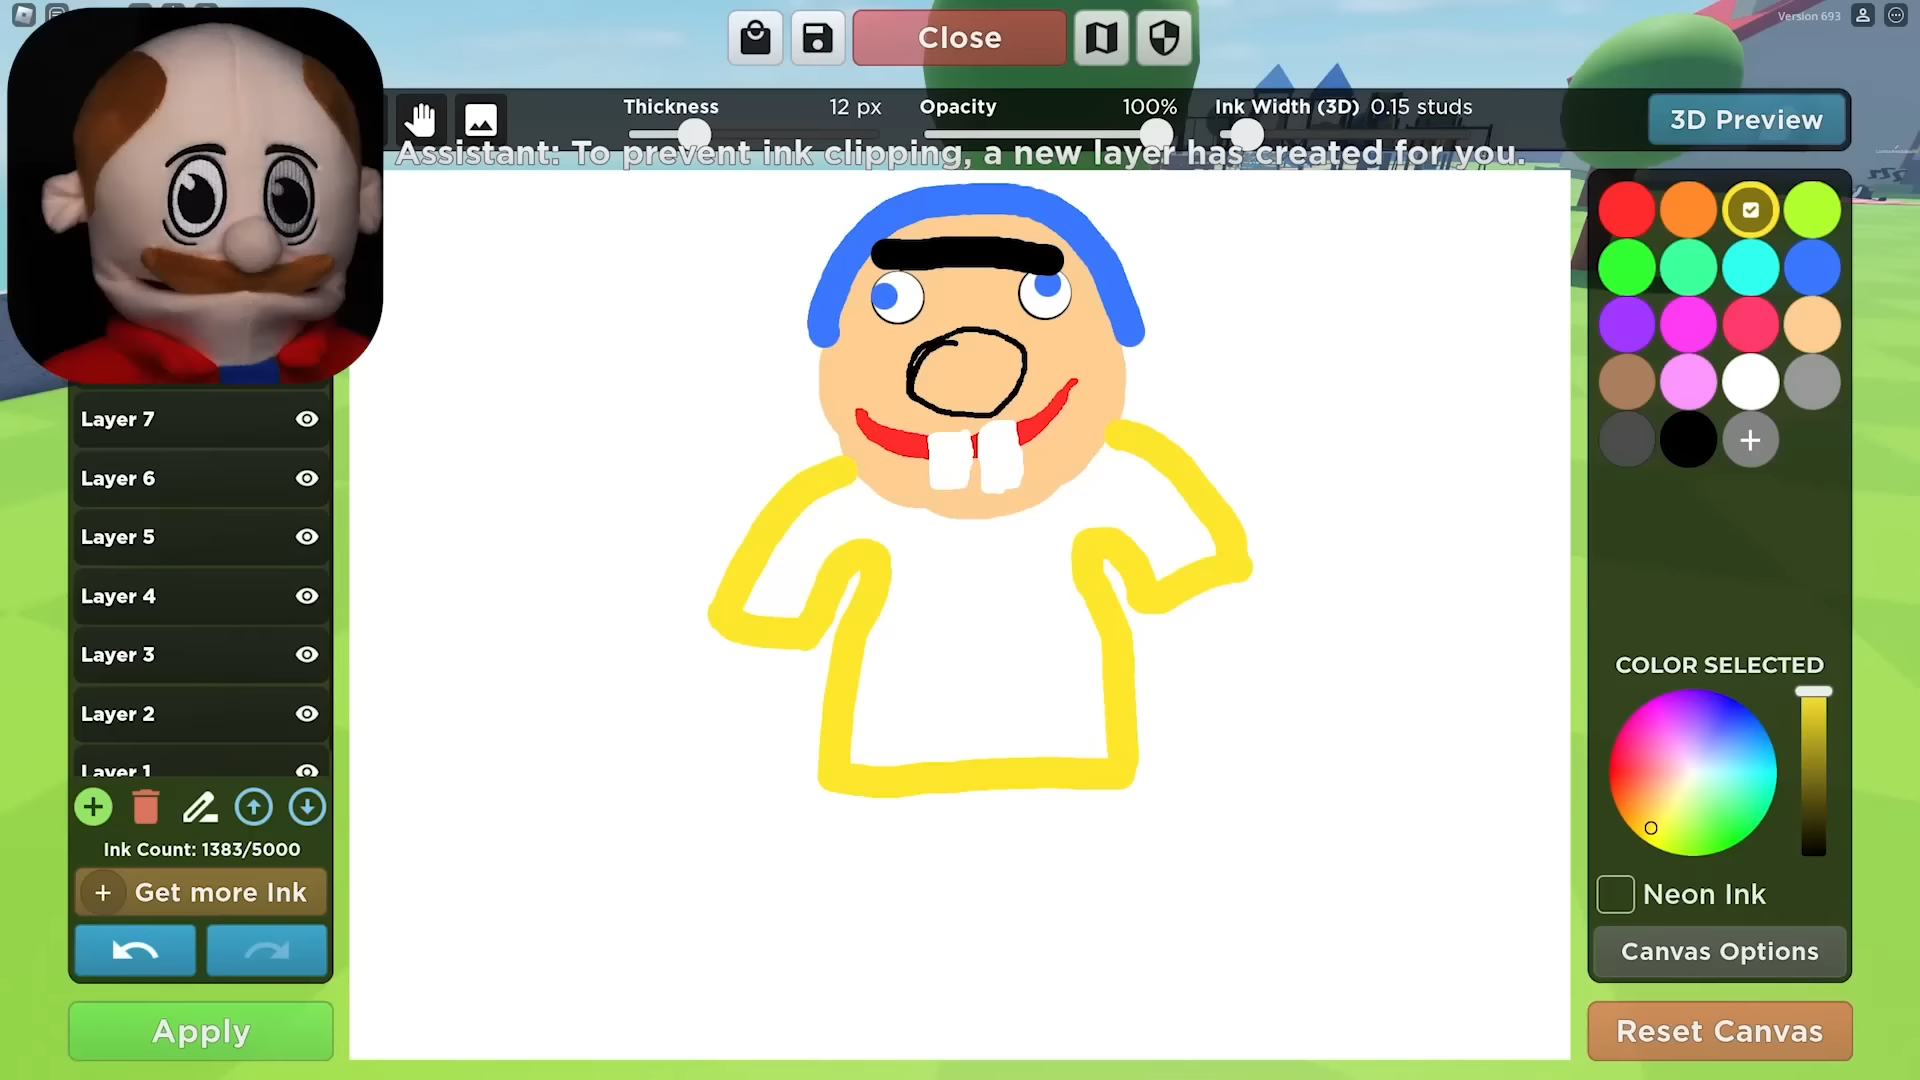 Version 693
Close
Thickness 12 px Opacity 100% Ink Width (3D) 0.15 studs
3D Preview
Assistant: To prevent ink clipping, a new layer has created for you.
Layer 7
Layer 6
Layer 5
Layer 4
Layer 3
Layer 2
Layer 1
Ink Count: 1383/5000
+ Get more Ink
Apply
COLOR SELECTED
Neon Ink
Canvas Options
Reset Canvas